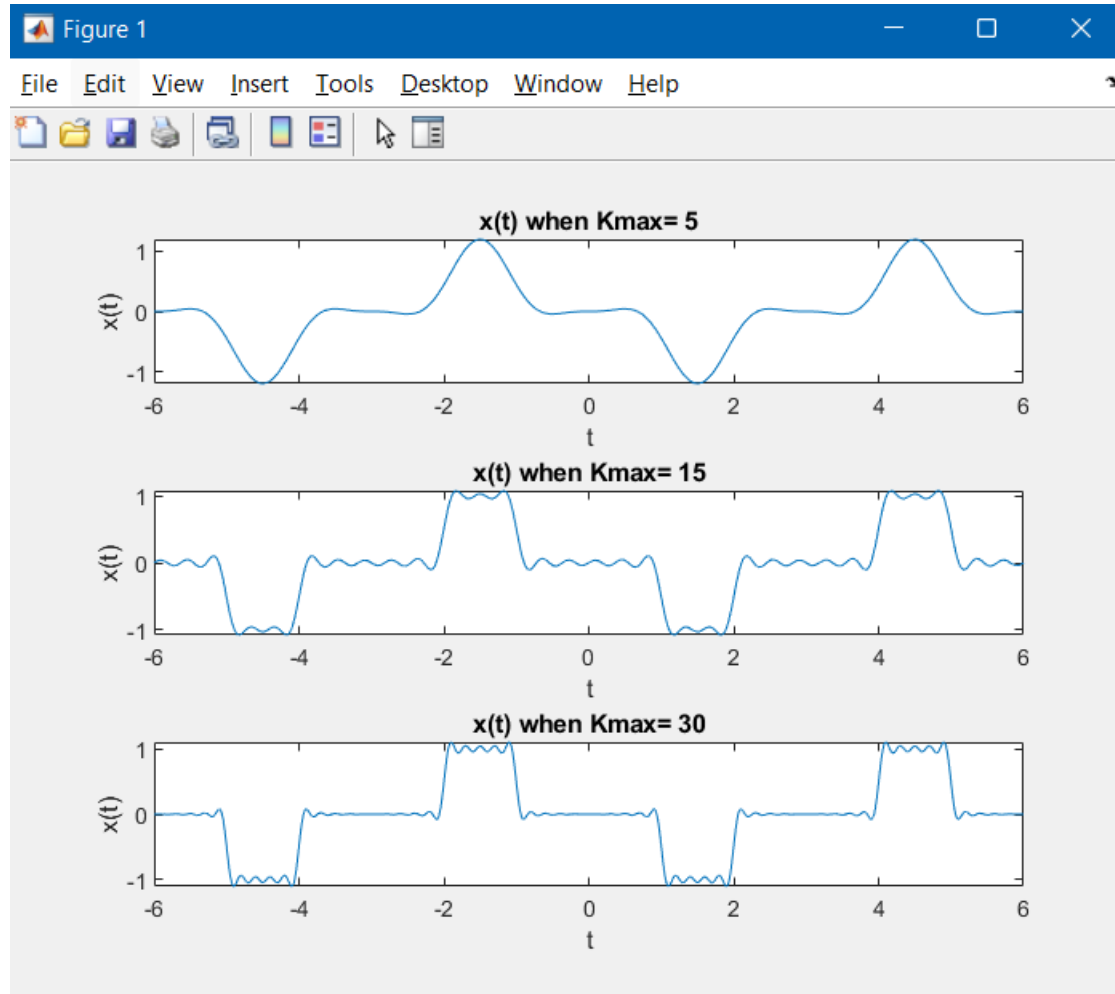 Figure 1
File Edit View Insert Tools Desktop Window Help
x(t) when Kmax= 5
1
0
-1
x(t)
-6 -4 -2 0 2 4 6
t
x(t) when Kmax= 15
1
0
-1
x(t)
-6 -4 -2 0 2 4 6
t
x(t) when Kmax= 30
1
0
-1
x(t)
-6 -4 -2 0 2 4 6
t